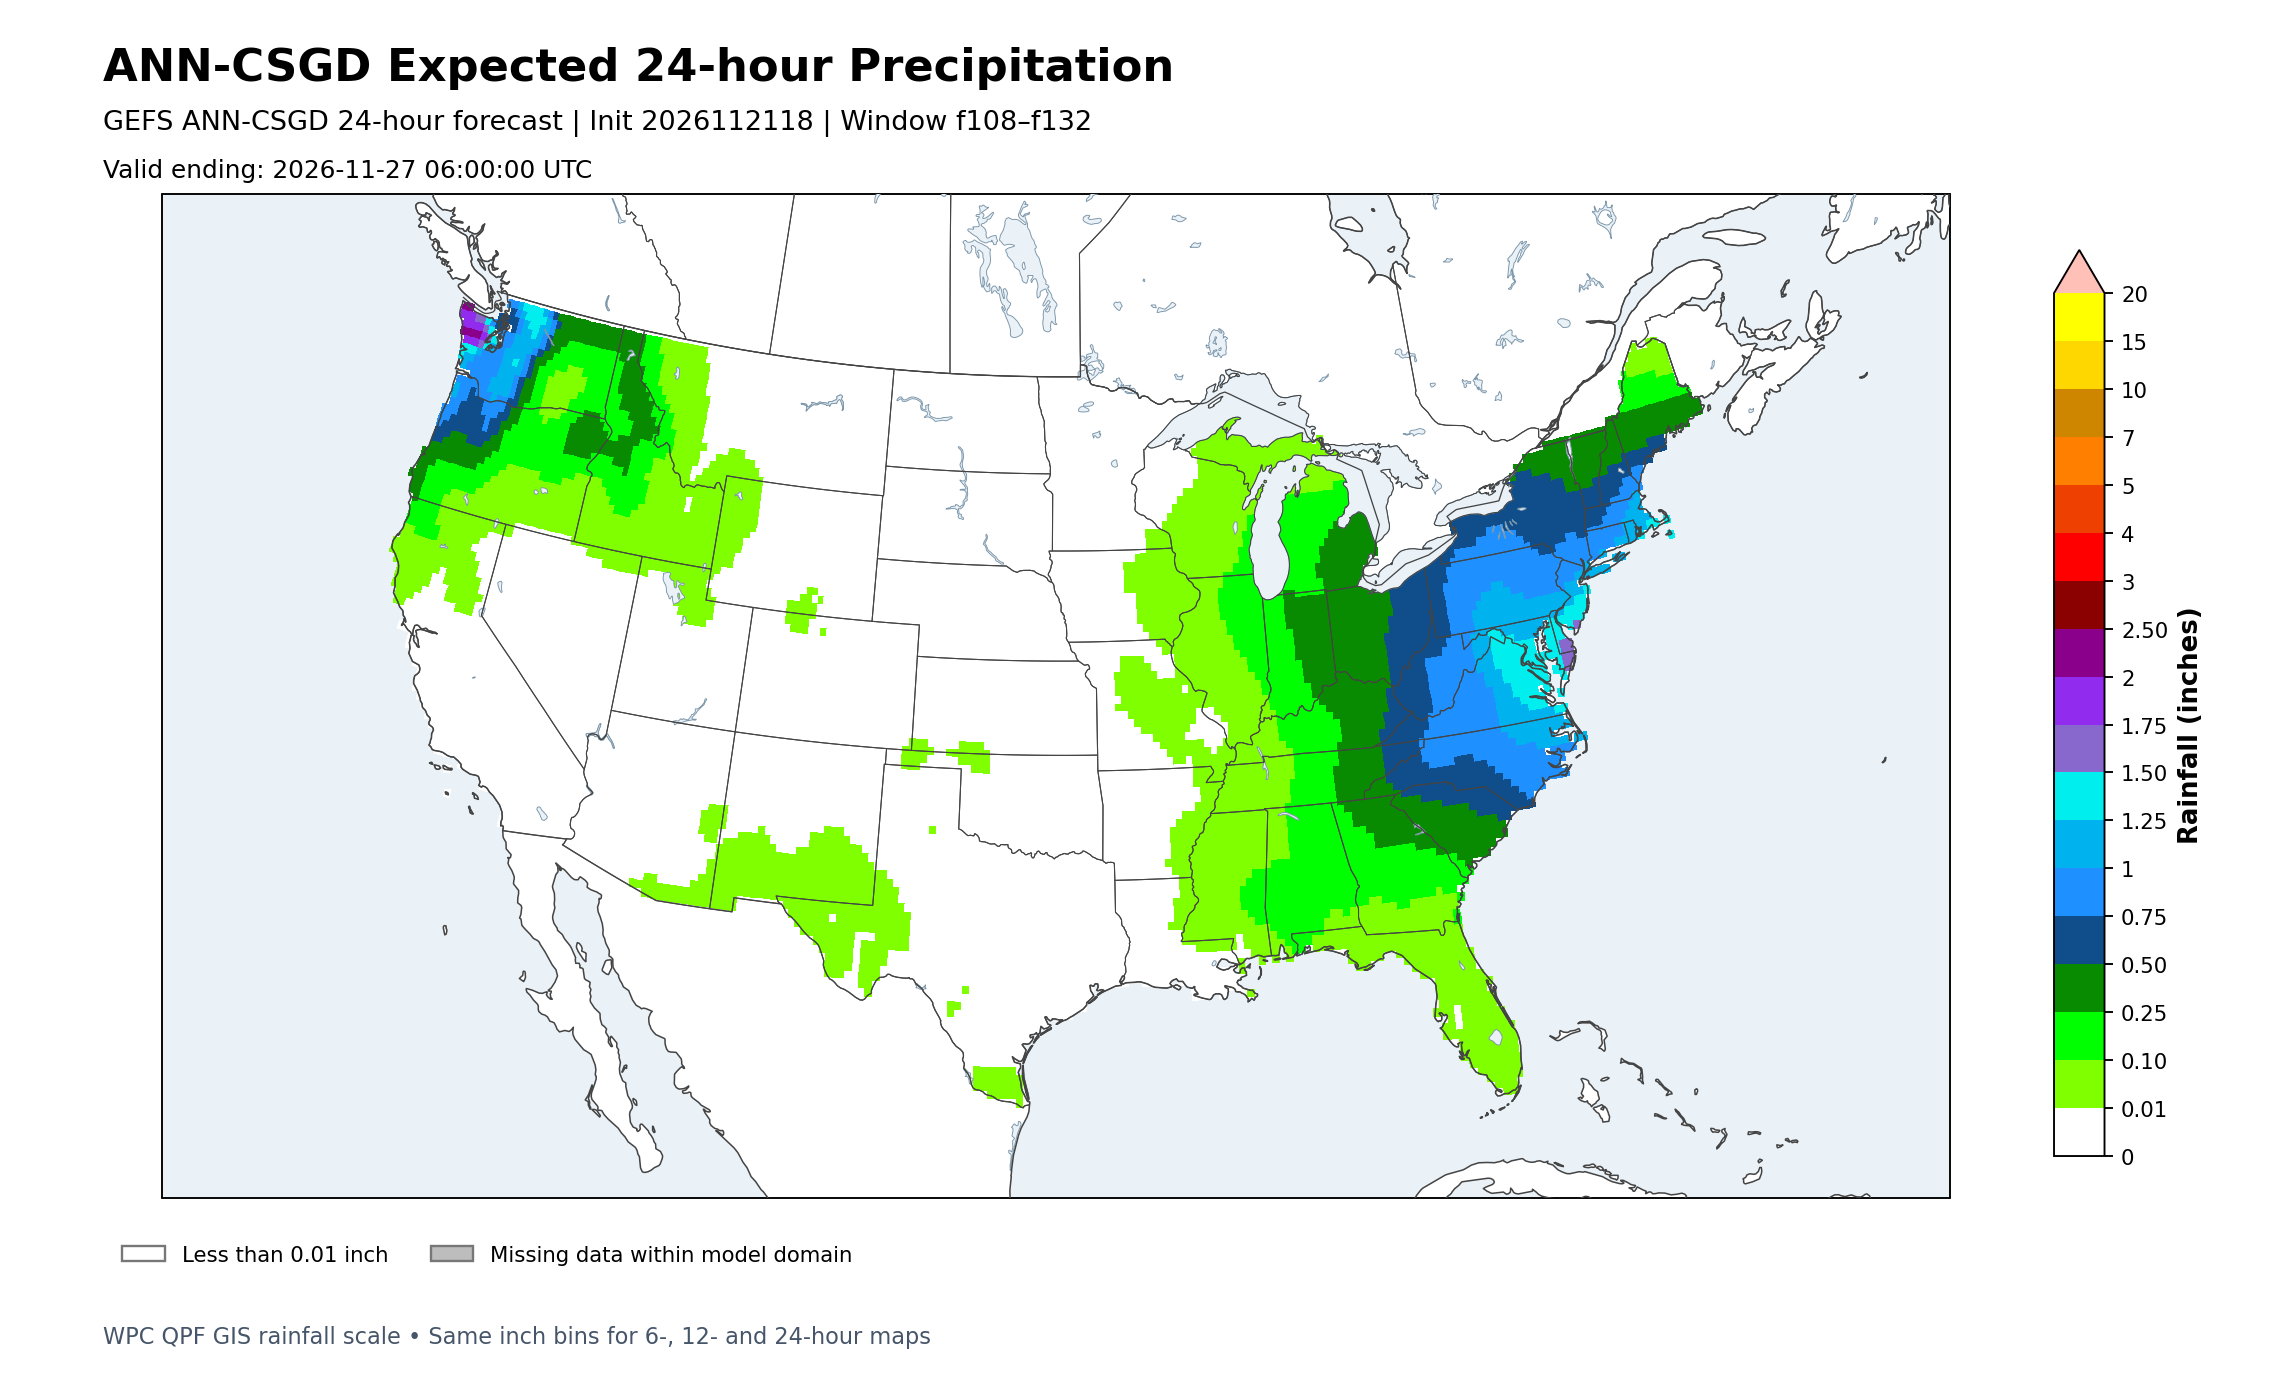 ANN-CSGD Expected 24-hour Precipitation
GEFS ANN-CSGD 24-hour forecast | Init 2026112118 | Window f108–f132
Valid ending: 2026-11-27 06:00:00 UTC
20
15
10
7
5
4
3
2.50
2
1.75
1.50
1.25
1
0.75
0.50
0.25
0.10
0.01
0
Rainfall (inches)
Less than 0.01 inch
Missing data within model domain
WPC QPF GIS rainfall scale • Same inch bins for 6-, 12- and 24-hour maps